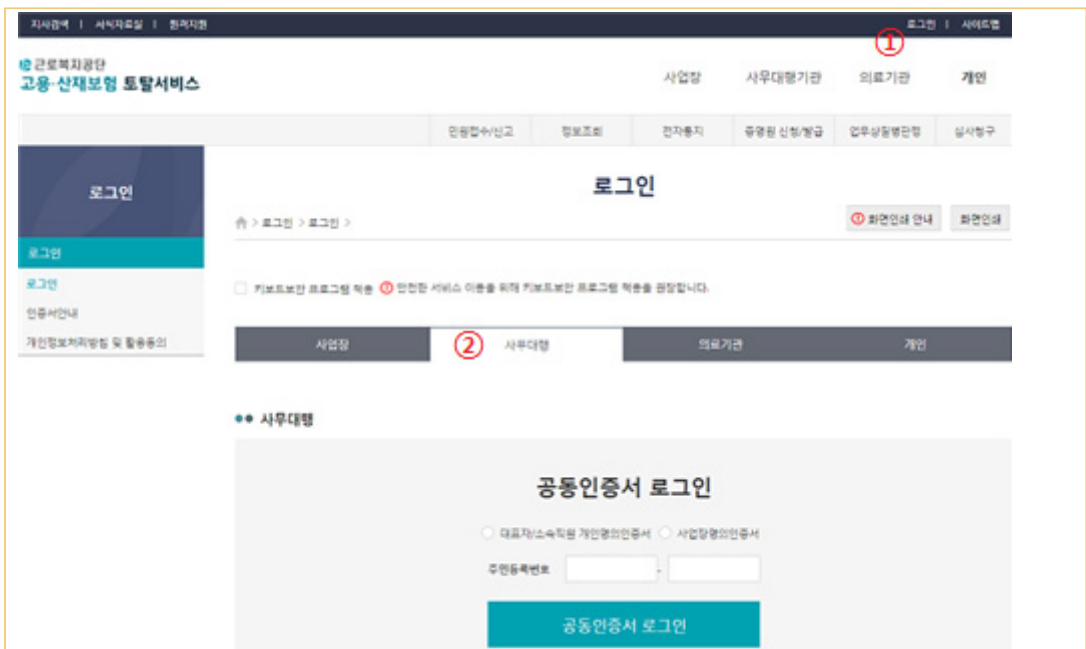 지사검색 | 서식자료실 | 원격지원
로그인 | 사이트맵
①
근로복지공단
고용·산재보험 토탈서비스
사업장 사무대행기관 의료기관 개인
민원접수/신고 정보조회 전자통지 증명원 신청/발급 업무상질병판정 심사청구
로그인
로그인
> 로그인 > 로그인 >
화면인쇄 안내 화면인쇄
로그인
로그인
인증서안내
개인정보처리방침 및 활용동의
키보드보안 프로그램 적용 안전한 서비스 이용을 위해 키보드보안 프로그램 적용을 권장합니다.
사업장 ② 사무대행 의료기관 개인
사무대행
공동인증서 로그인
대표자/소속직원 개인명의인증서 사업장명의인증서
주민등록번호 -
공동인증서 로그인